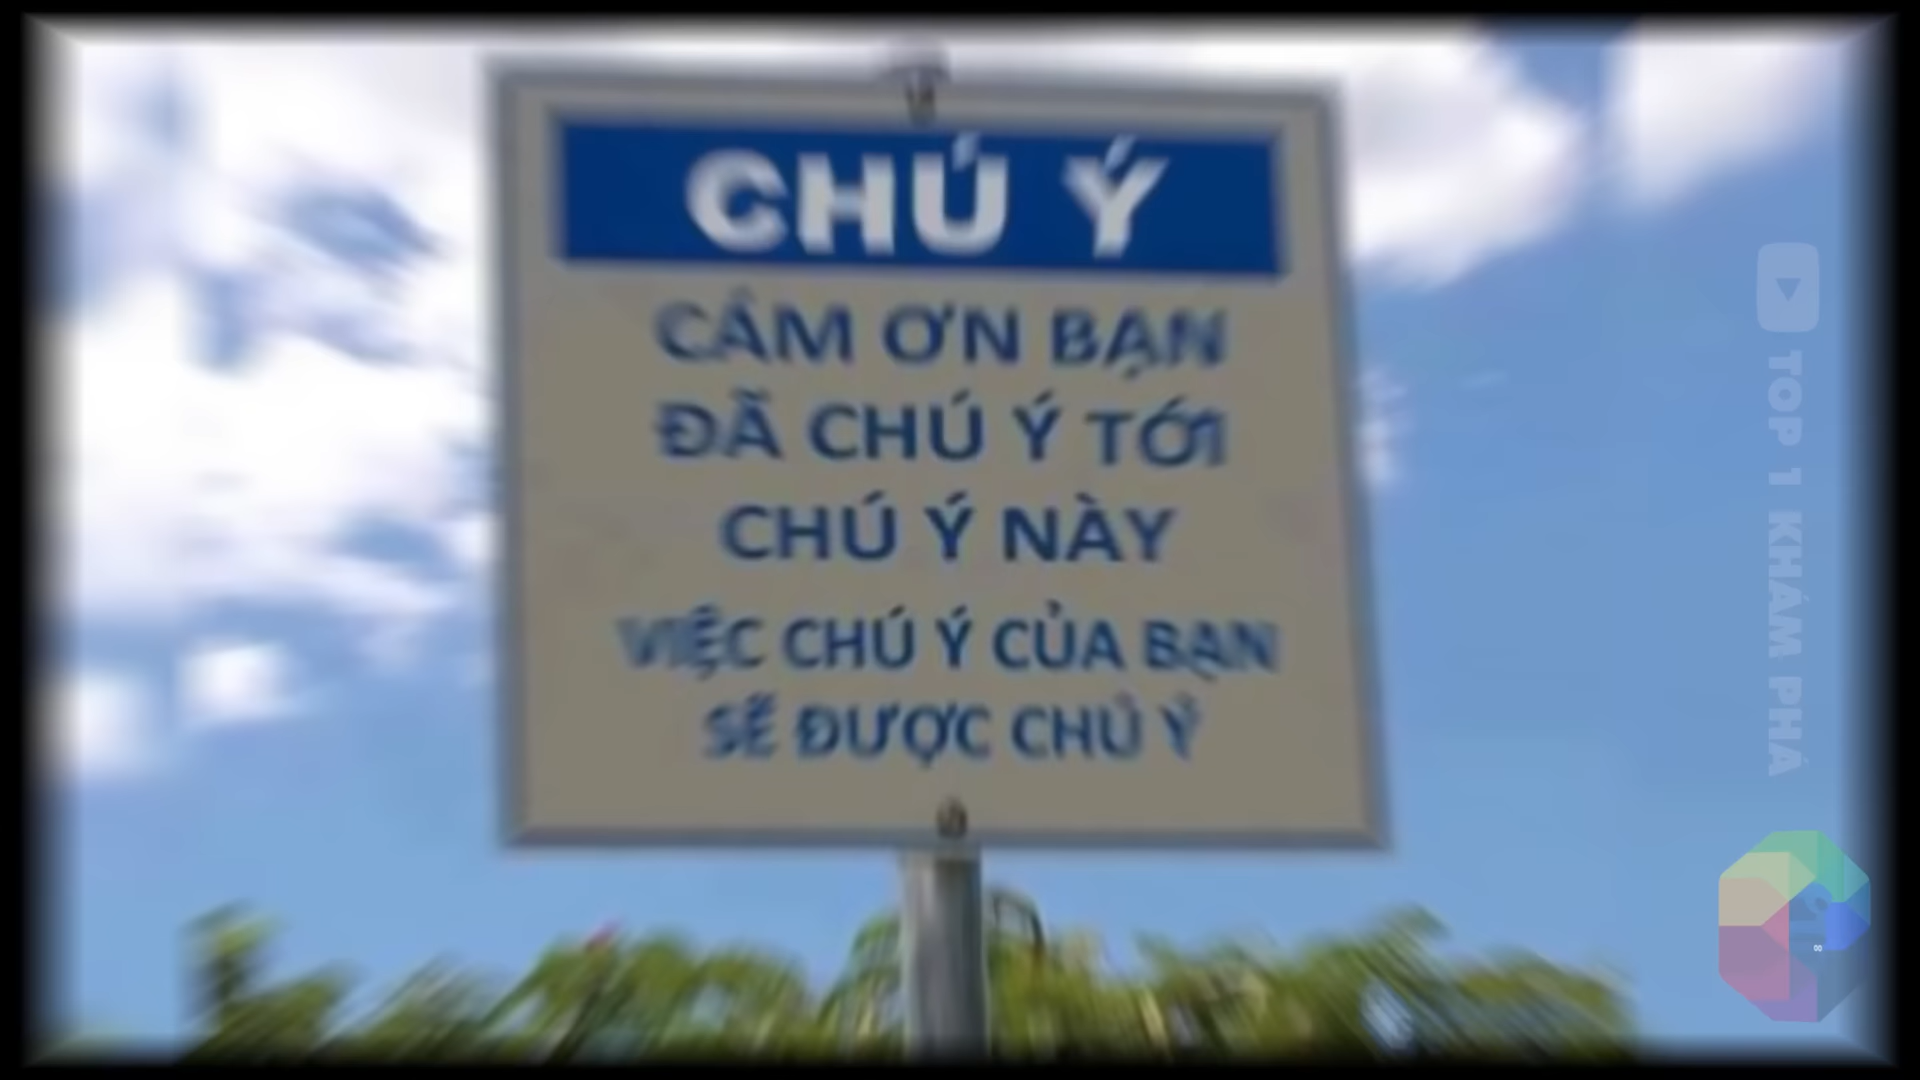 CHÚ Ý
CẢM ƠN BẠN
ĐÃ CHÚ Ý TỚI
CHÚ Ý NÀY
VIỆC CHÚ Ý CỦA BẠN
SẼ ĐƯỢC CHÚ Ý
TOP 1 KHÁM PHÁ